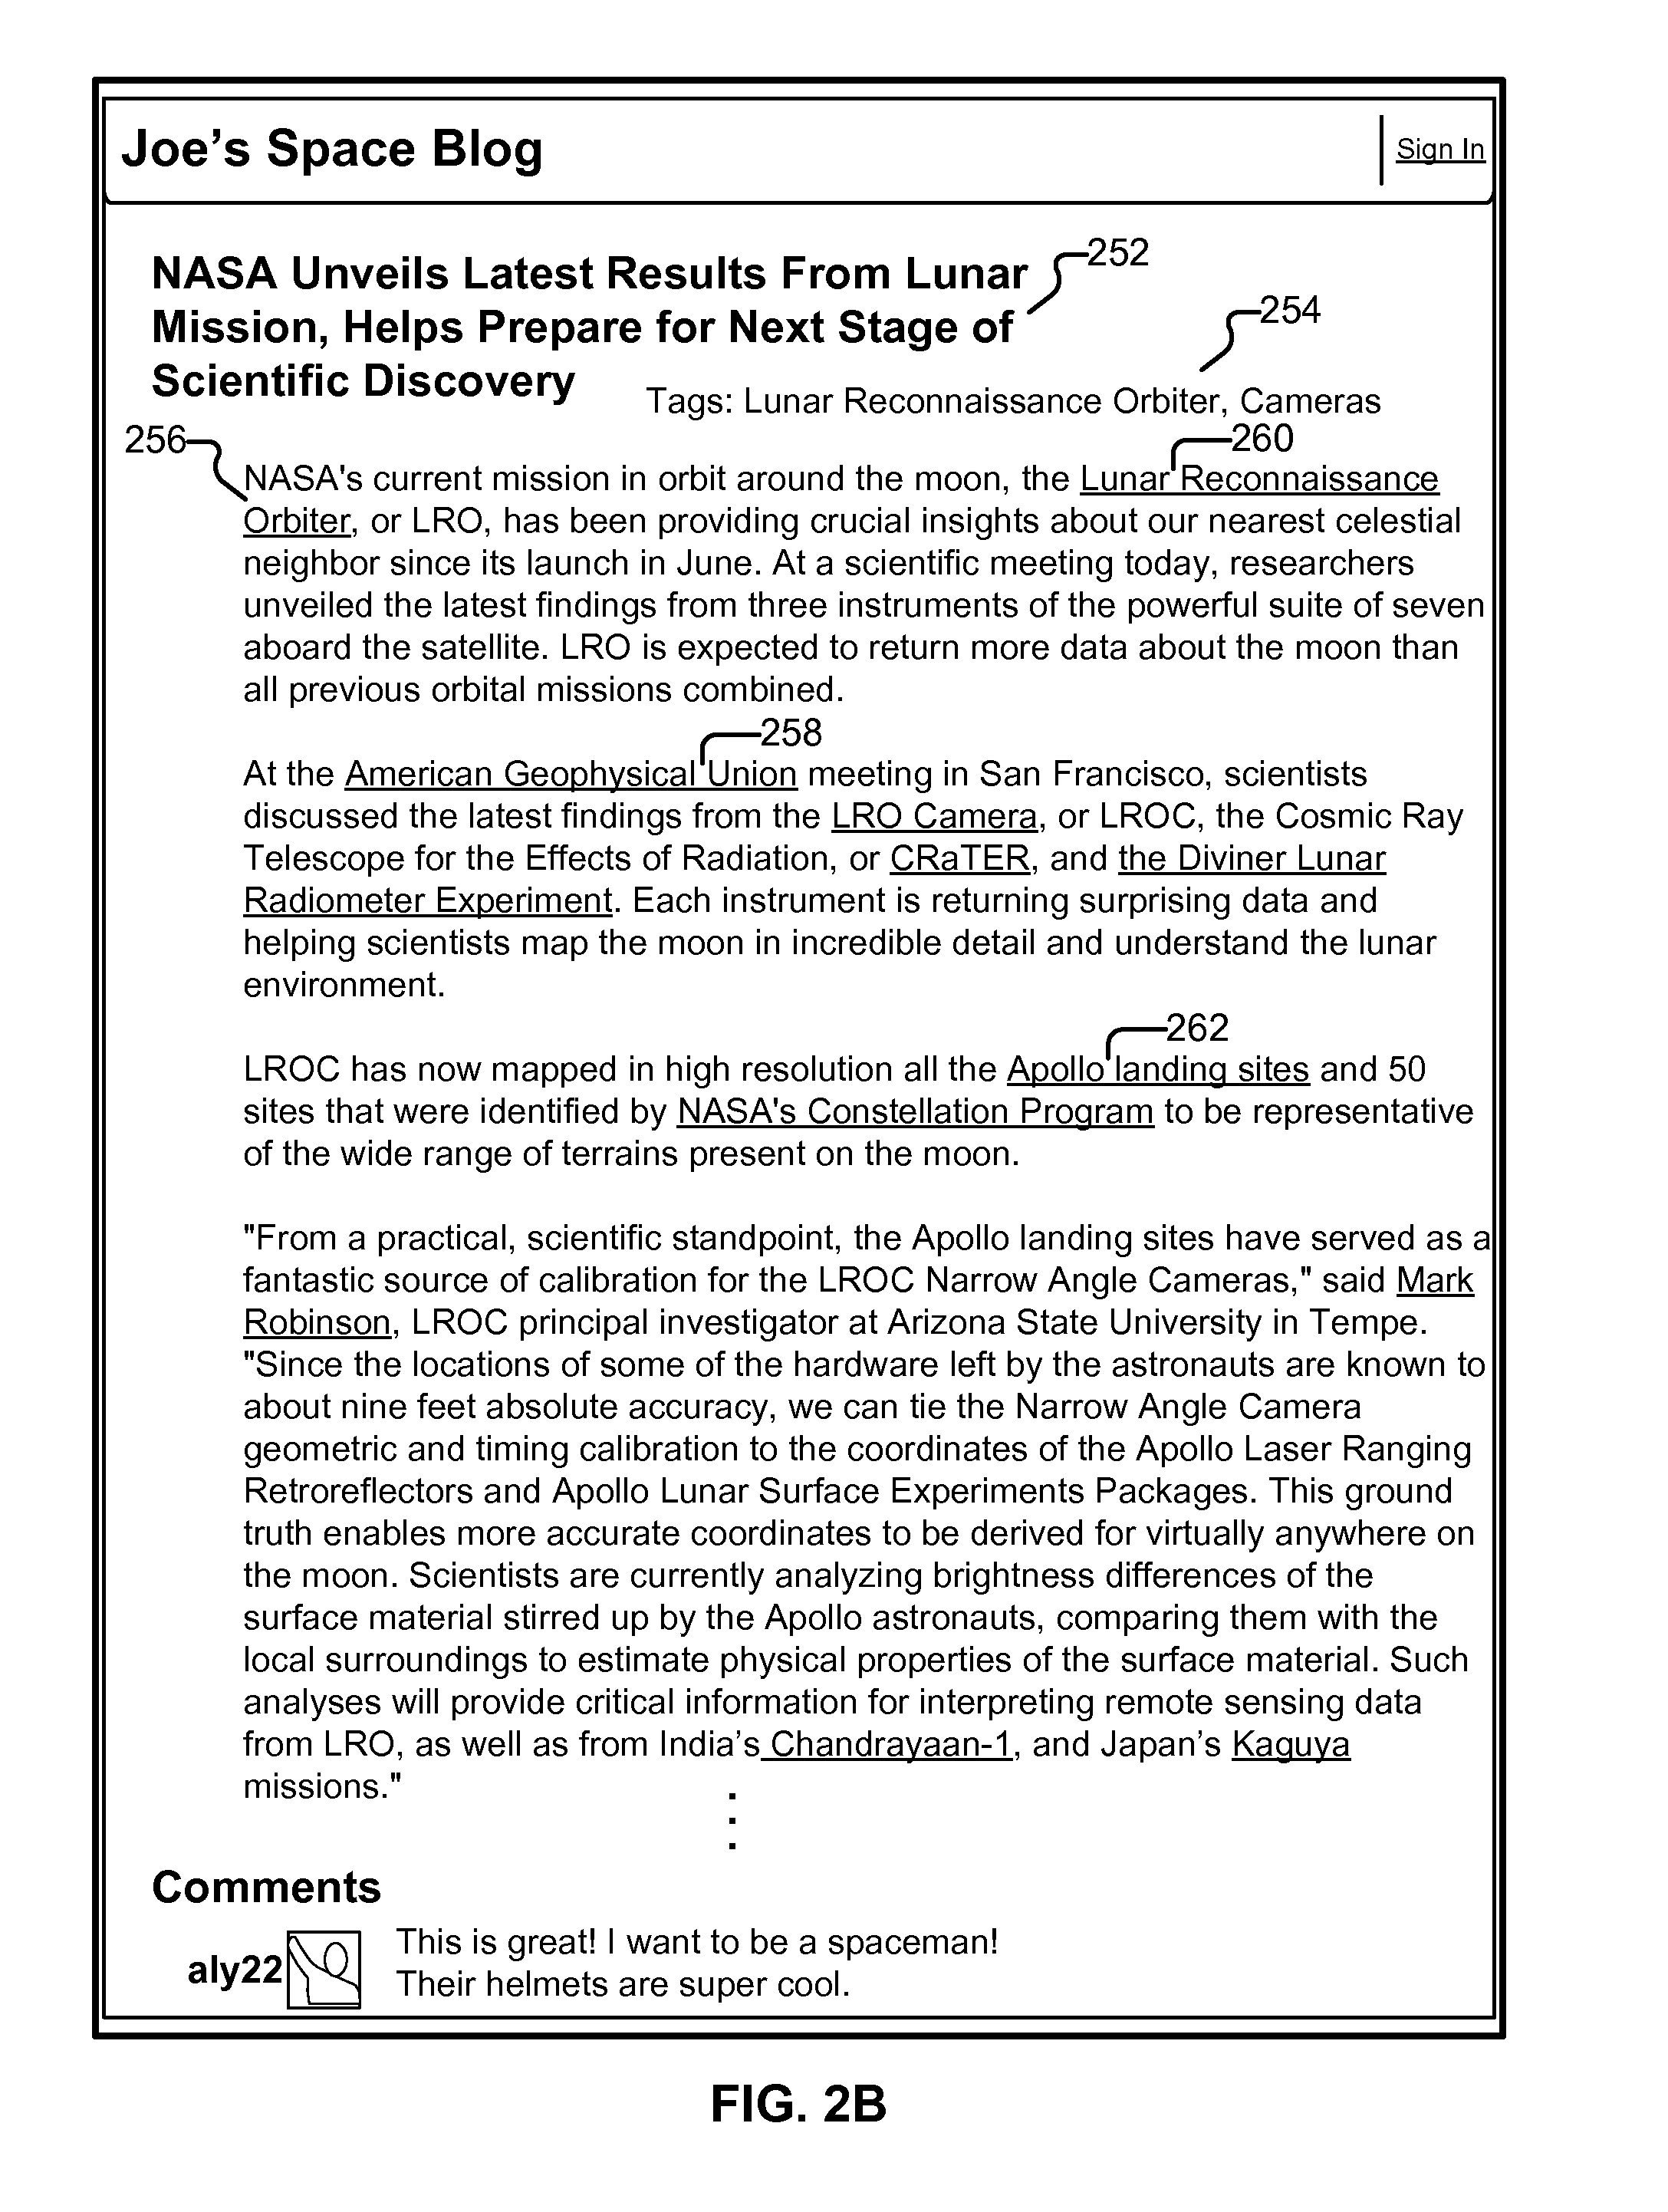 Joe’s Space Blog
Sign In
NASA Unveils Latest Results From Lunar
252
Mission, Helps Prepare for Next Stage of
254
Scientific Discovery
Tags: Lunar Reconnaissance Orbiter, Cameras
256
260
NASA's current mission in orbit around the moon, the Lunar Reconnaissance
Orbiter, or LRO, has been providing crucial insights about our nearest celestial
neighbor since its launch in June. At a scientific meeting today, researchers
unveiled the latest findings from three instruments of the powerful suite of seven
aboard the satellite. LRO is expected to return more data about the moon than
all previous orbital missions combined.
258
At the American Geophysical Union meeting in San Francisco, scientists
discussed the latest findings from the LRO Camera, or LROC, the Cosmic Ray
Telescope for the Effects of Radiation, or CRaTER, and the Diviner Lunar
Radiometer Experiment. Each instrument is returning surprising data and
helping scientists map the moon in incredible detail and understand the lunar
environment.
262
LROC has now mapped in high resolution all the Apollo landing sites and 50
sites that were identified by NASA's Constellation Program to be representative
of the wide range of terrains present on the moon.
"From a practical, scientific standpoint, the Apollo landing sites have served as a
fantastic source of calibration for the LROC Narrow Angle Cameras," said Mark
Robinson, LROC principal investigator at Arizona State University in Tempe.
"Since the locations of some of the hardware left by the astronauts are known to
about nine feet absolute accuracy, we can tie the Narrow Angle Camera
geometric and timing calibration to the coordinates of the Apollo Laser Ranging
Retroreflectors and Apollo Lunar Surface Experiments Packages. This ground
truth enables more accurate coordinates to be derived for virtually anywhere on
the moon. Scientists are currently analyzing brightness differences of the
surface material stirred up by the Apollo astronauts, comparing them with the
local surroundings to estimate physical properties of the surface material. Such
analyses will provide critical information for interpreting remote sensing data
from LRO, as well as from India’s Chandrayaan-1, and Japan’s Kaguya
missions."
Comments
aly22
This is great! I want to be a spaceman!
Their helmets are super cool.
FIG. 2B